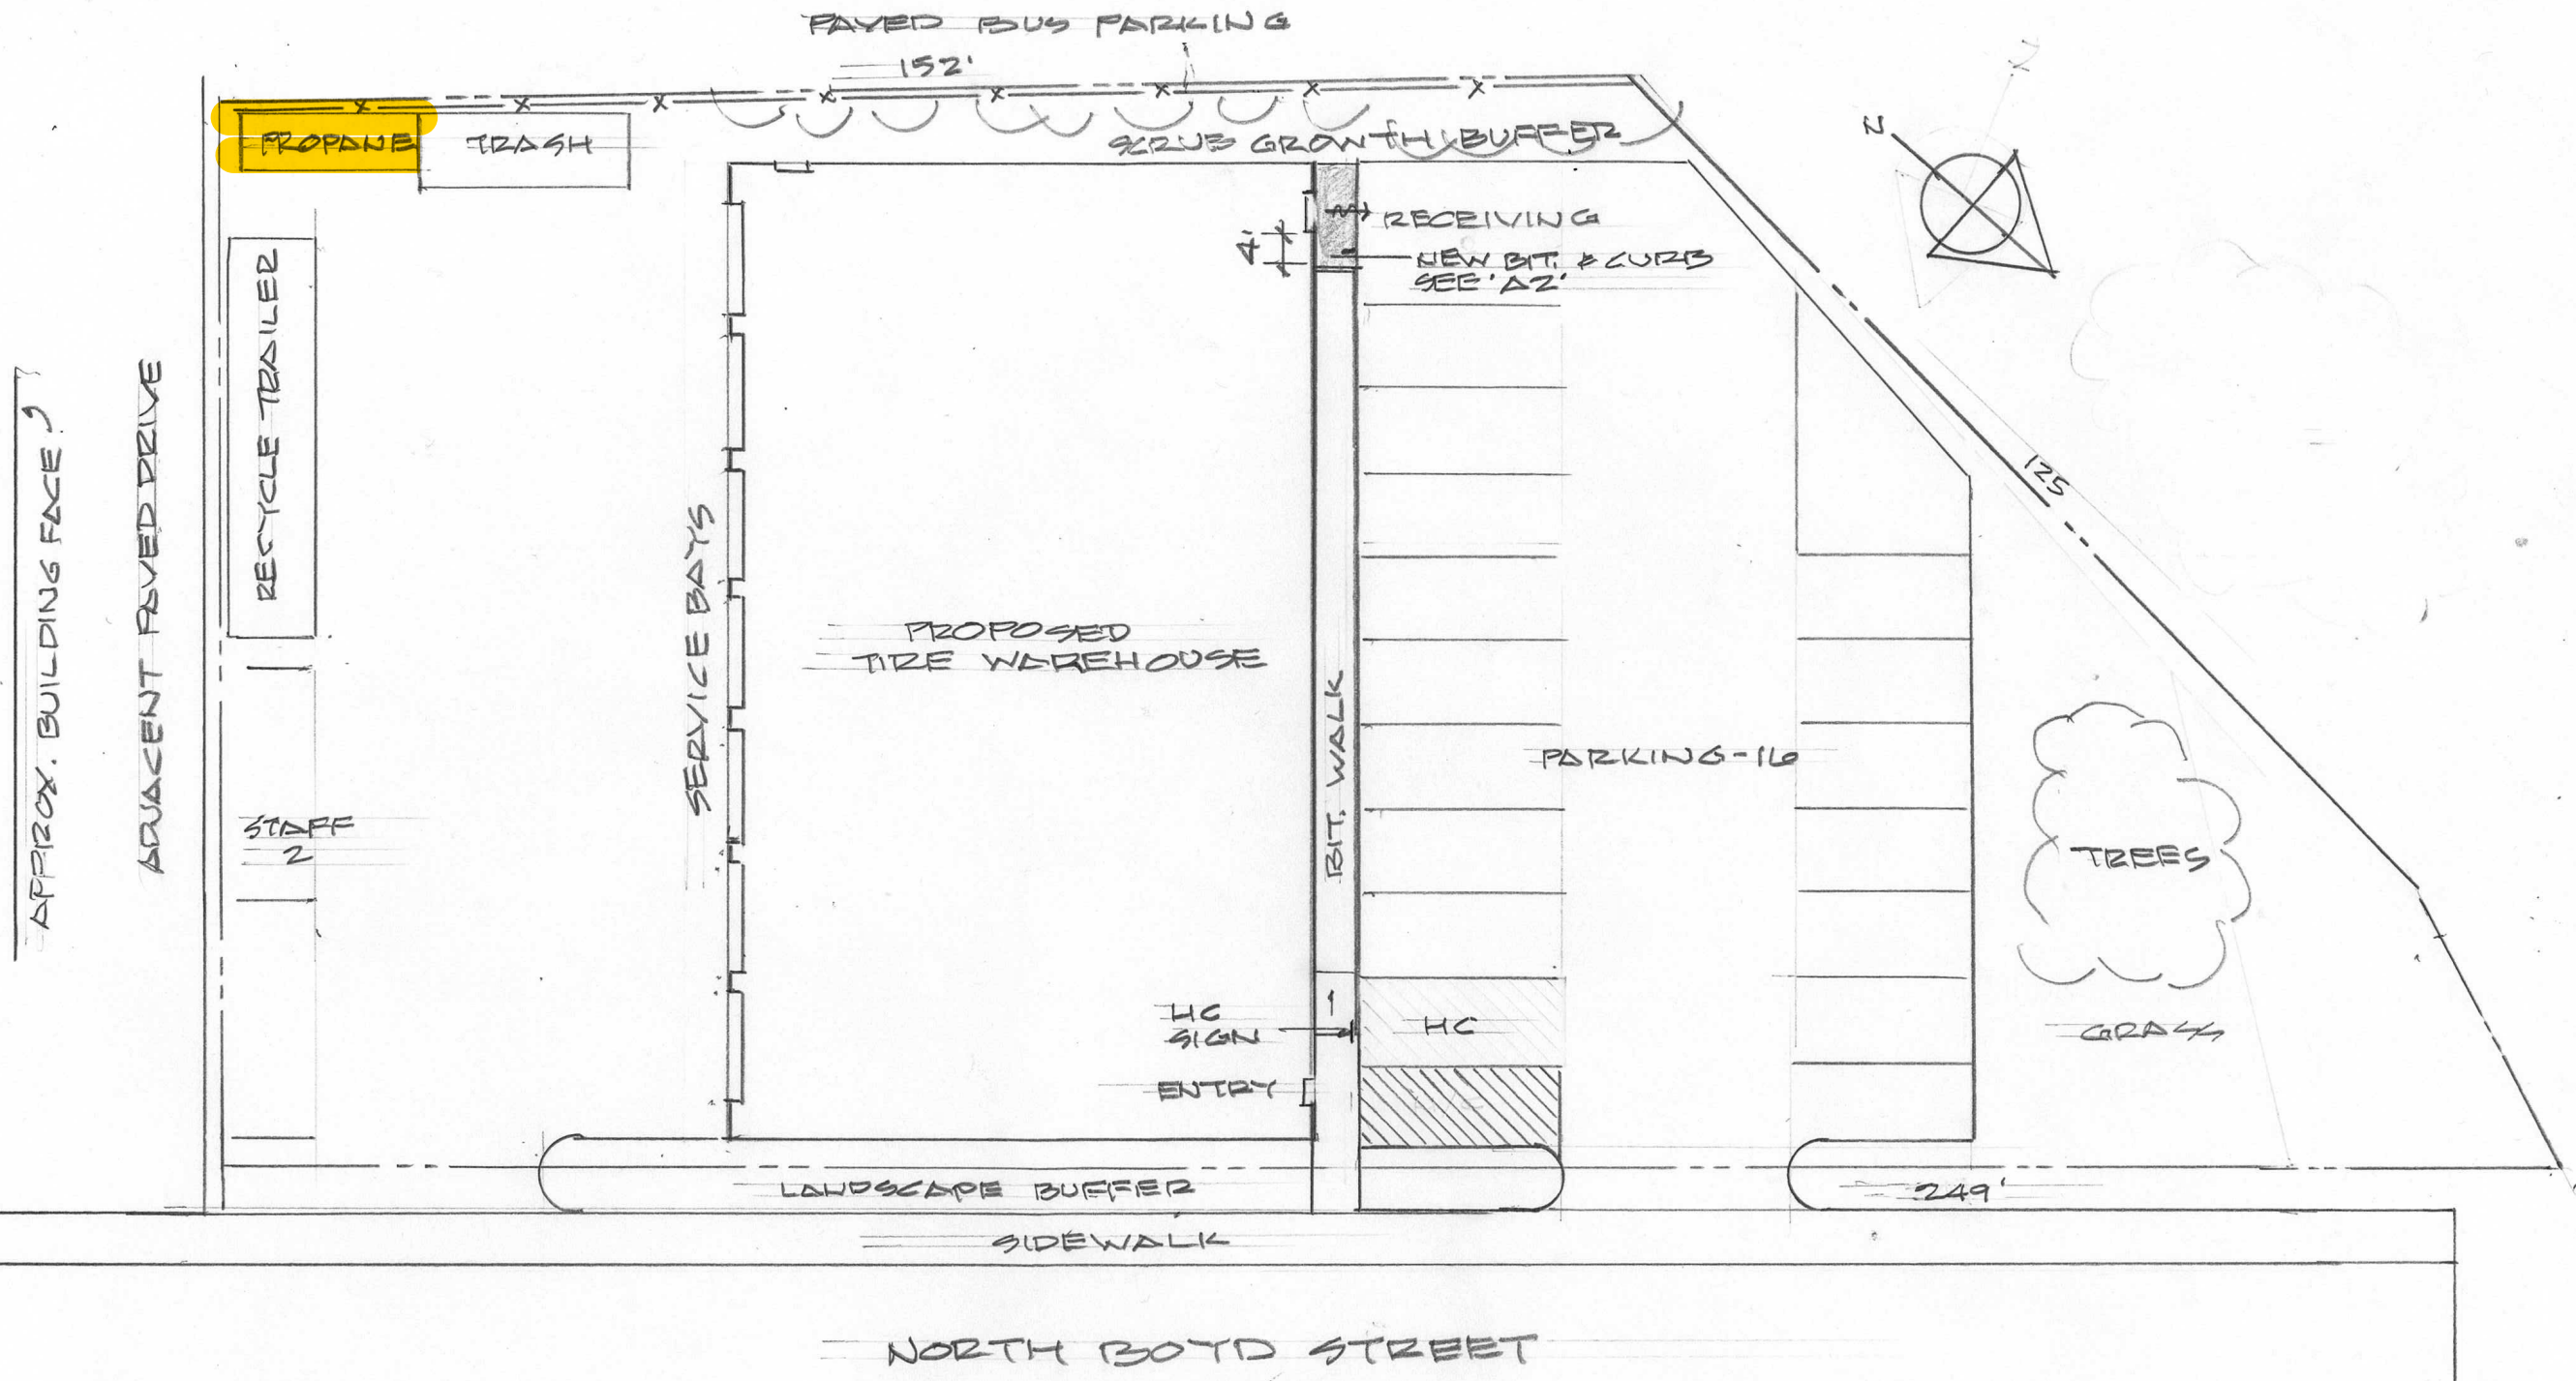 PAVED BUS PARKING
152'
PROPANE
TRASH
SCRUB GROWTH BUFFER
N
RECEIVING
4'
NEW BIT. & CURB
SEE 'A2'
RECYCLE TRAILER
APPROX. BUILDING FACE
ADJACENT PAVED DRIVE
SERVICE BAYS
125
PROPOSED
TIRE WAREHOUSE
BIT. WALK
PARKING-16
STAFF
2
TREES
HC
SIGN
HC
GRASS
ENTRY
LANDSCAPE BUFFER
249'
SIDEWALK
NORTH BOYD STREET